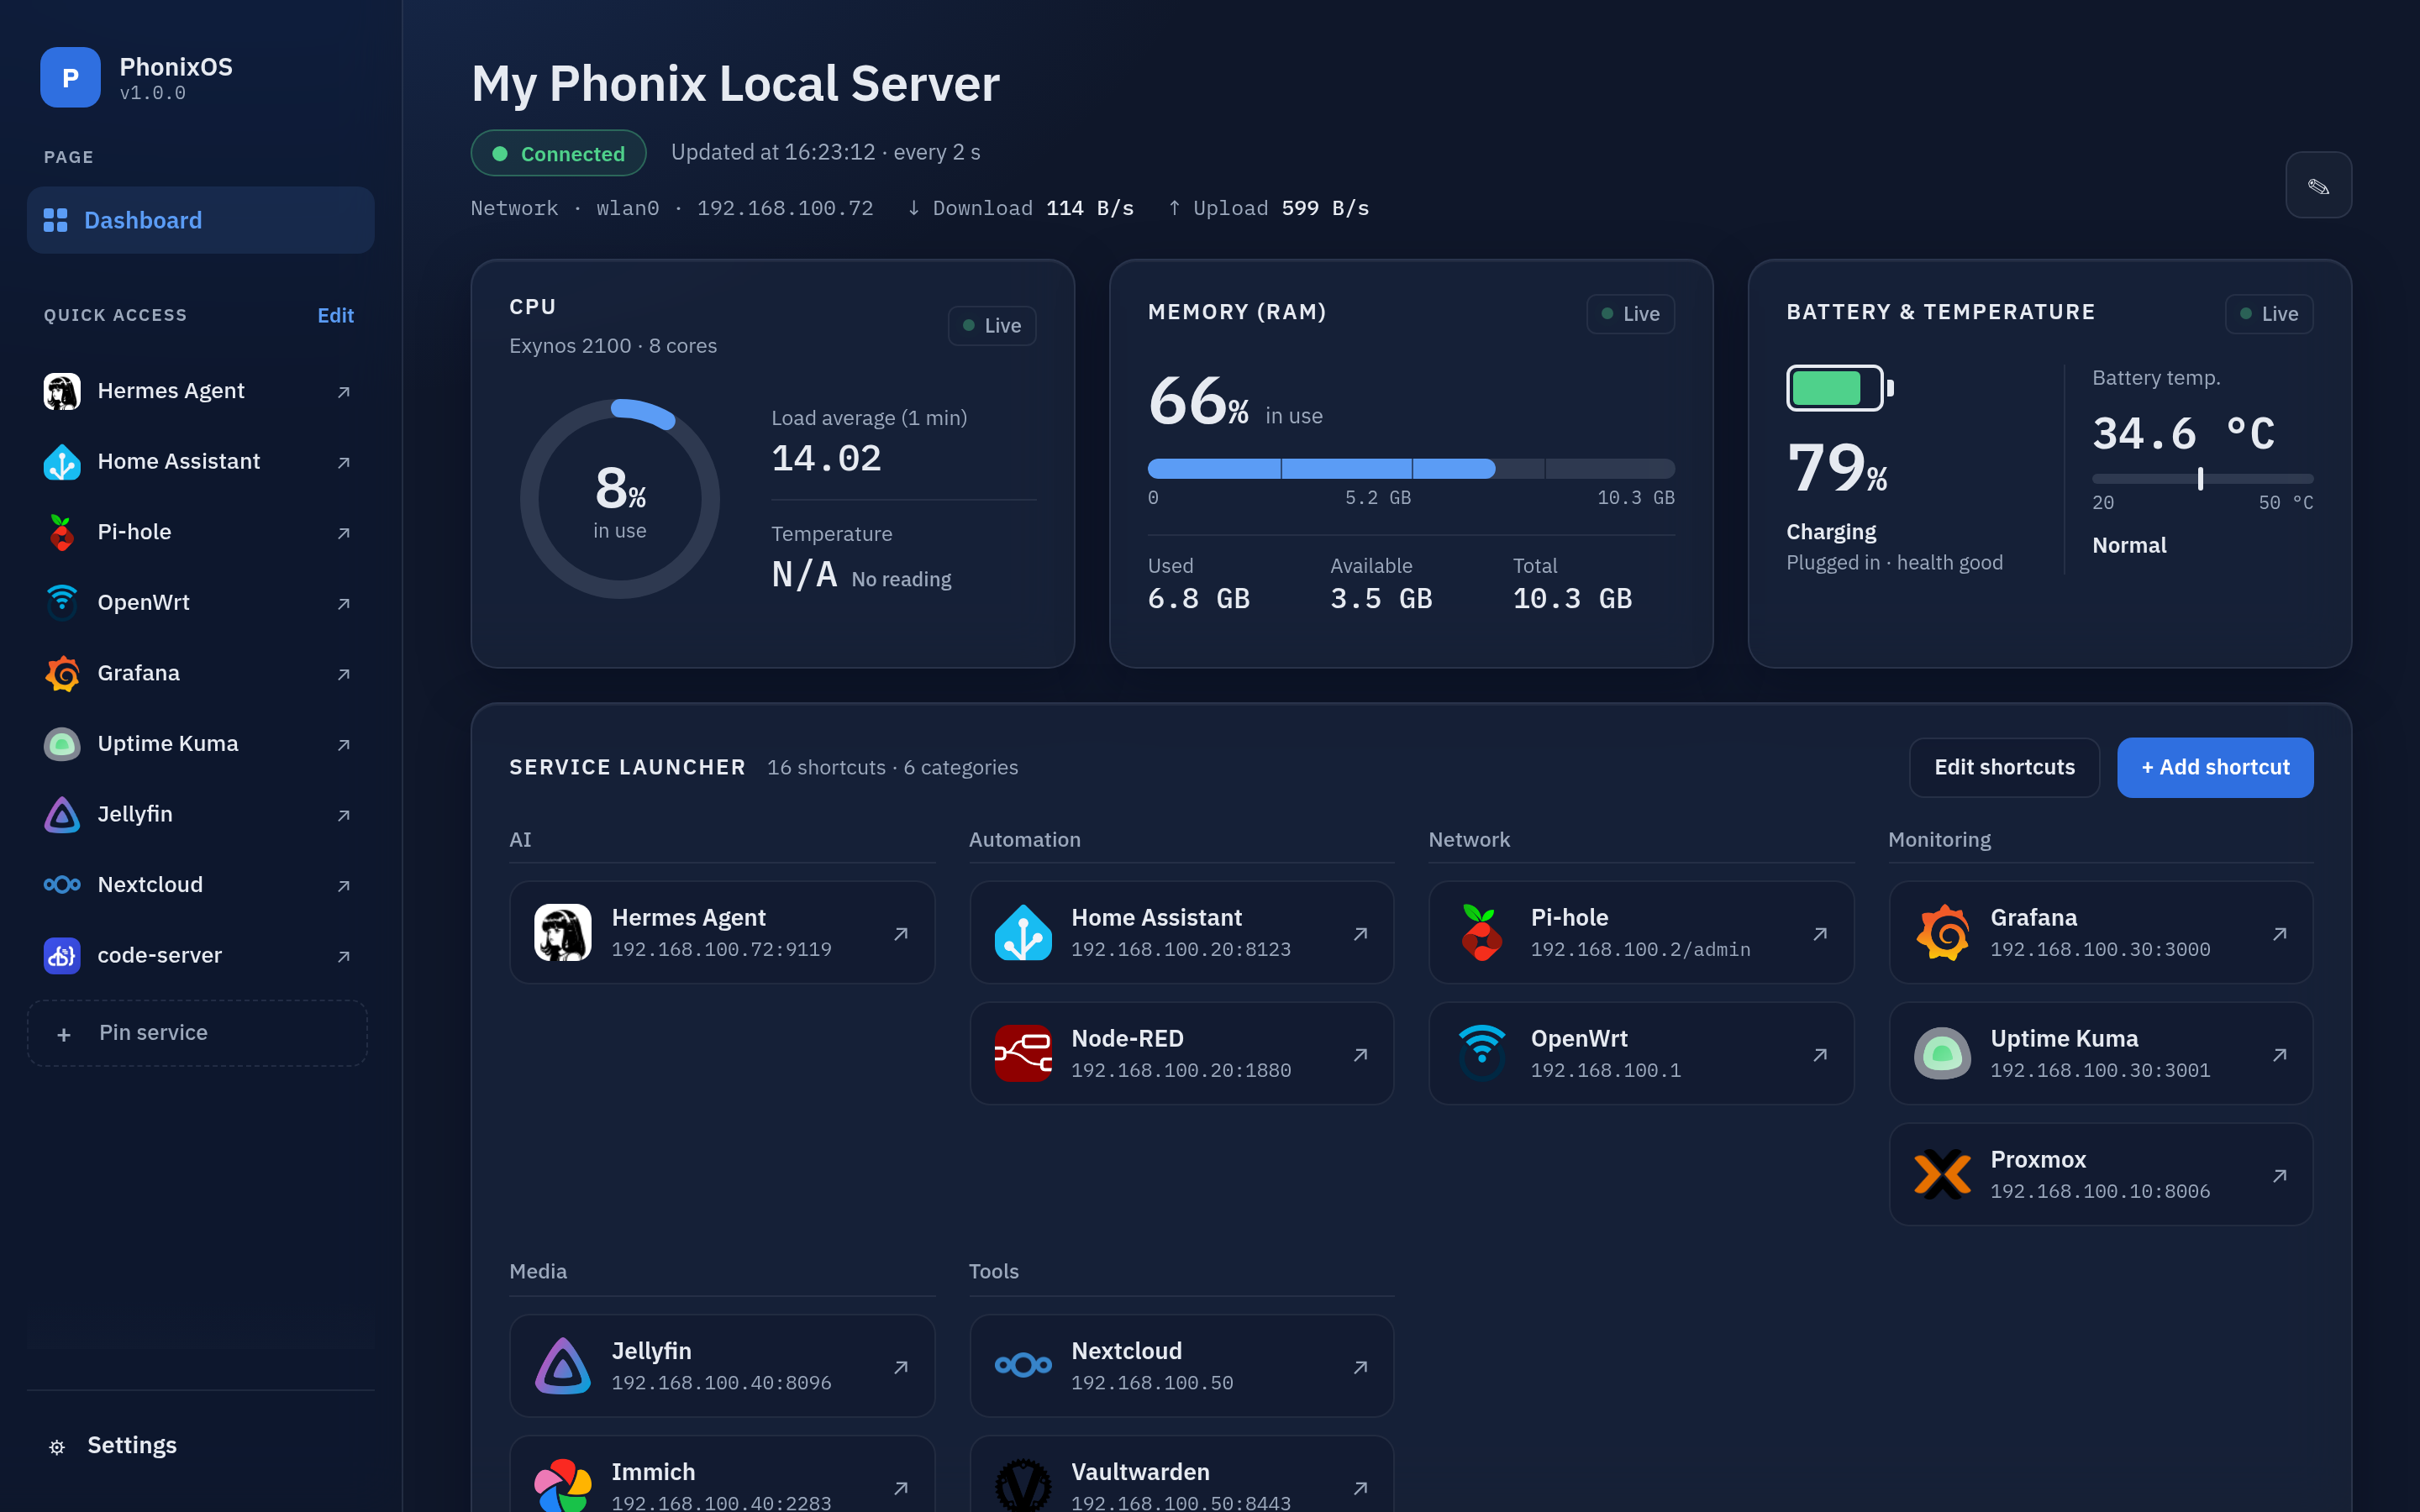 P
PhonixOS
v1.0.0
PAGE
Dashboard
QUICK ACCESS
Edit
Hermes Agent
Home Assistant
Pi-hole
OpenWrt
Grafana
Uptime Kuma
Jellyfin
Nextcloud
code-server
+ Pin service
Settings
My Phonix Local Server
Connected
Updated at 16:23:12 · every 2 s
Network · wlan0 · 192.168.100.72 ↓ Download 114 B/s ↑ Upload 599 B/s
CPU
Exynos 2100 · 8 cores
Live
8%
in use
Load average (1 min)
14.02
Temperature
N/A No reading
MEMORY (RAM)
Live
66% in use
0 5.2 GB 10.3 GB
Used Available Total
6.8 GB 3.5 GB 10.3 GB
BATTERY & TEMPERATURE
Live
79%
Charging
Plugged in · health good
Battery temp.
34.6 °C
20 50 °C
Normal
SERVICE LAUNCHER 16 shortcuts · 6 categories
Edit shortcuts
+ Add shortcut
AI
Hermes Agent
192.168.100.72:9119
Automation
Home Assistant
192.168.100.20:8123
Node-RED
192.168.100.20:1880
Network
Pi-hole
192.168.100.2/admin
OpenWrt
192.168.100.1
Monitoring
Grafana
192.168.100.30:3000
Uptime Kuma
192.168.100.30:3001
Proxmox
192.168.100.10:8006
Media
Jellyfin
192.168.100.40:8096
Immich
192.168.100.40:2283
Tools
Nextcloud
192.168.100.50
Vaultwarden
192.168.100.50:8443